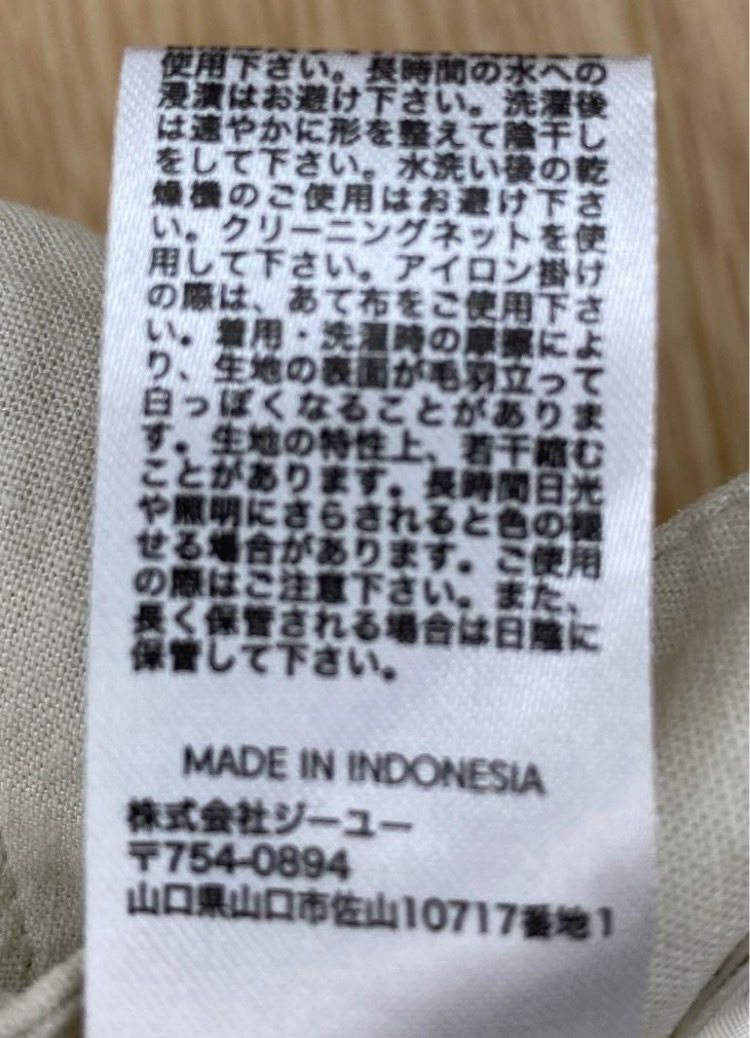 使用下さい。長時間の水への
浸漬はお避け下さい。洗濯後
は速やかに形を整えて陰干し
をして下さい。水洗い後の乾
燥機のご使用はお避け下さ
い。クリーニングネットを使
用して下さい。アイロン掛け
の際は、あて布をご使用下さ
い。着用・洗濯時の摩擦によ
り、生地の表面が毛羽立って
白っぽくなることがありま
す。生地の特性上、若干縮む
ことがあります。長時間日光
や照明にさらされると色の褪
せる場合があります。ご使用
の際はご注意下さい。また、
長く保管される場合は日陰に
保管して下さい。
MADE IN INDONESIA
株式会社ジーユー
〒754-0894
山口県山口市佐山10717番地1